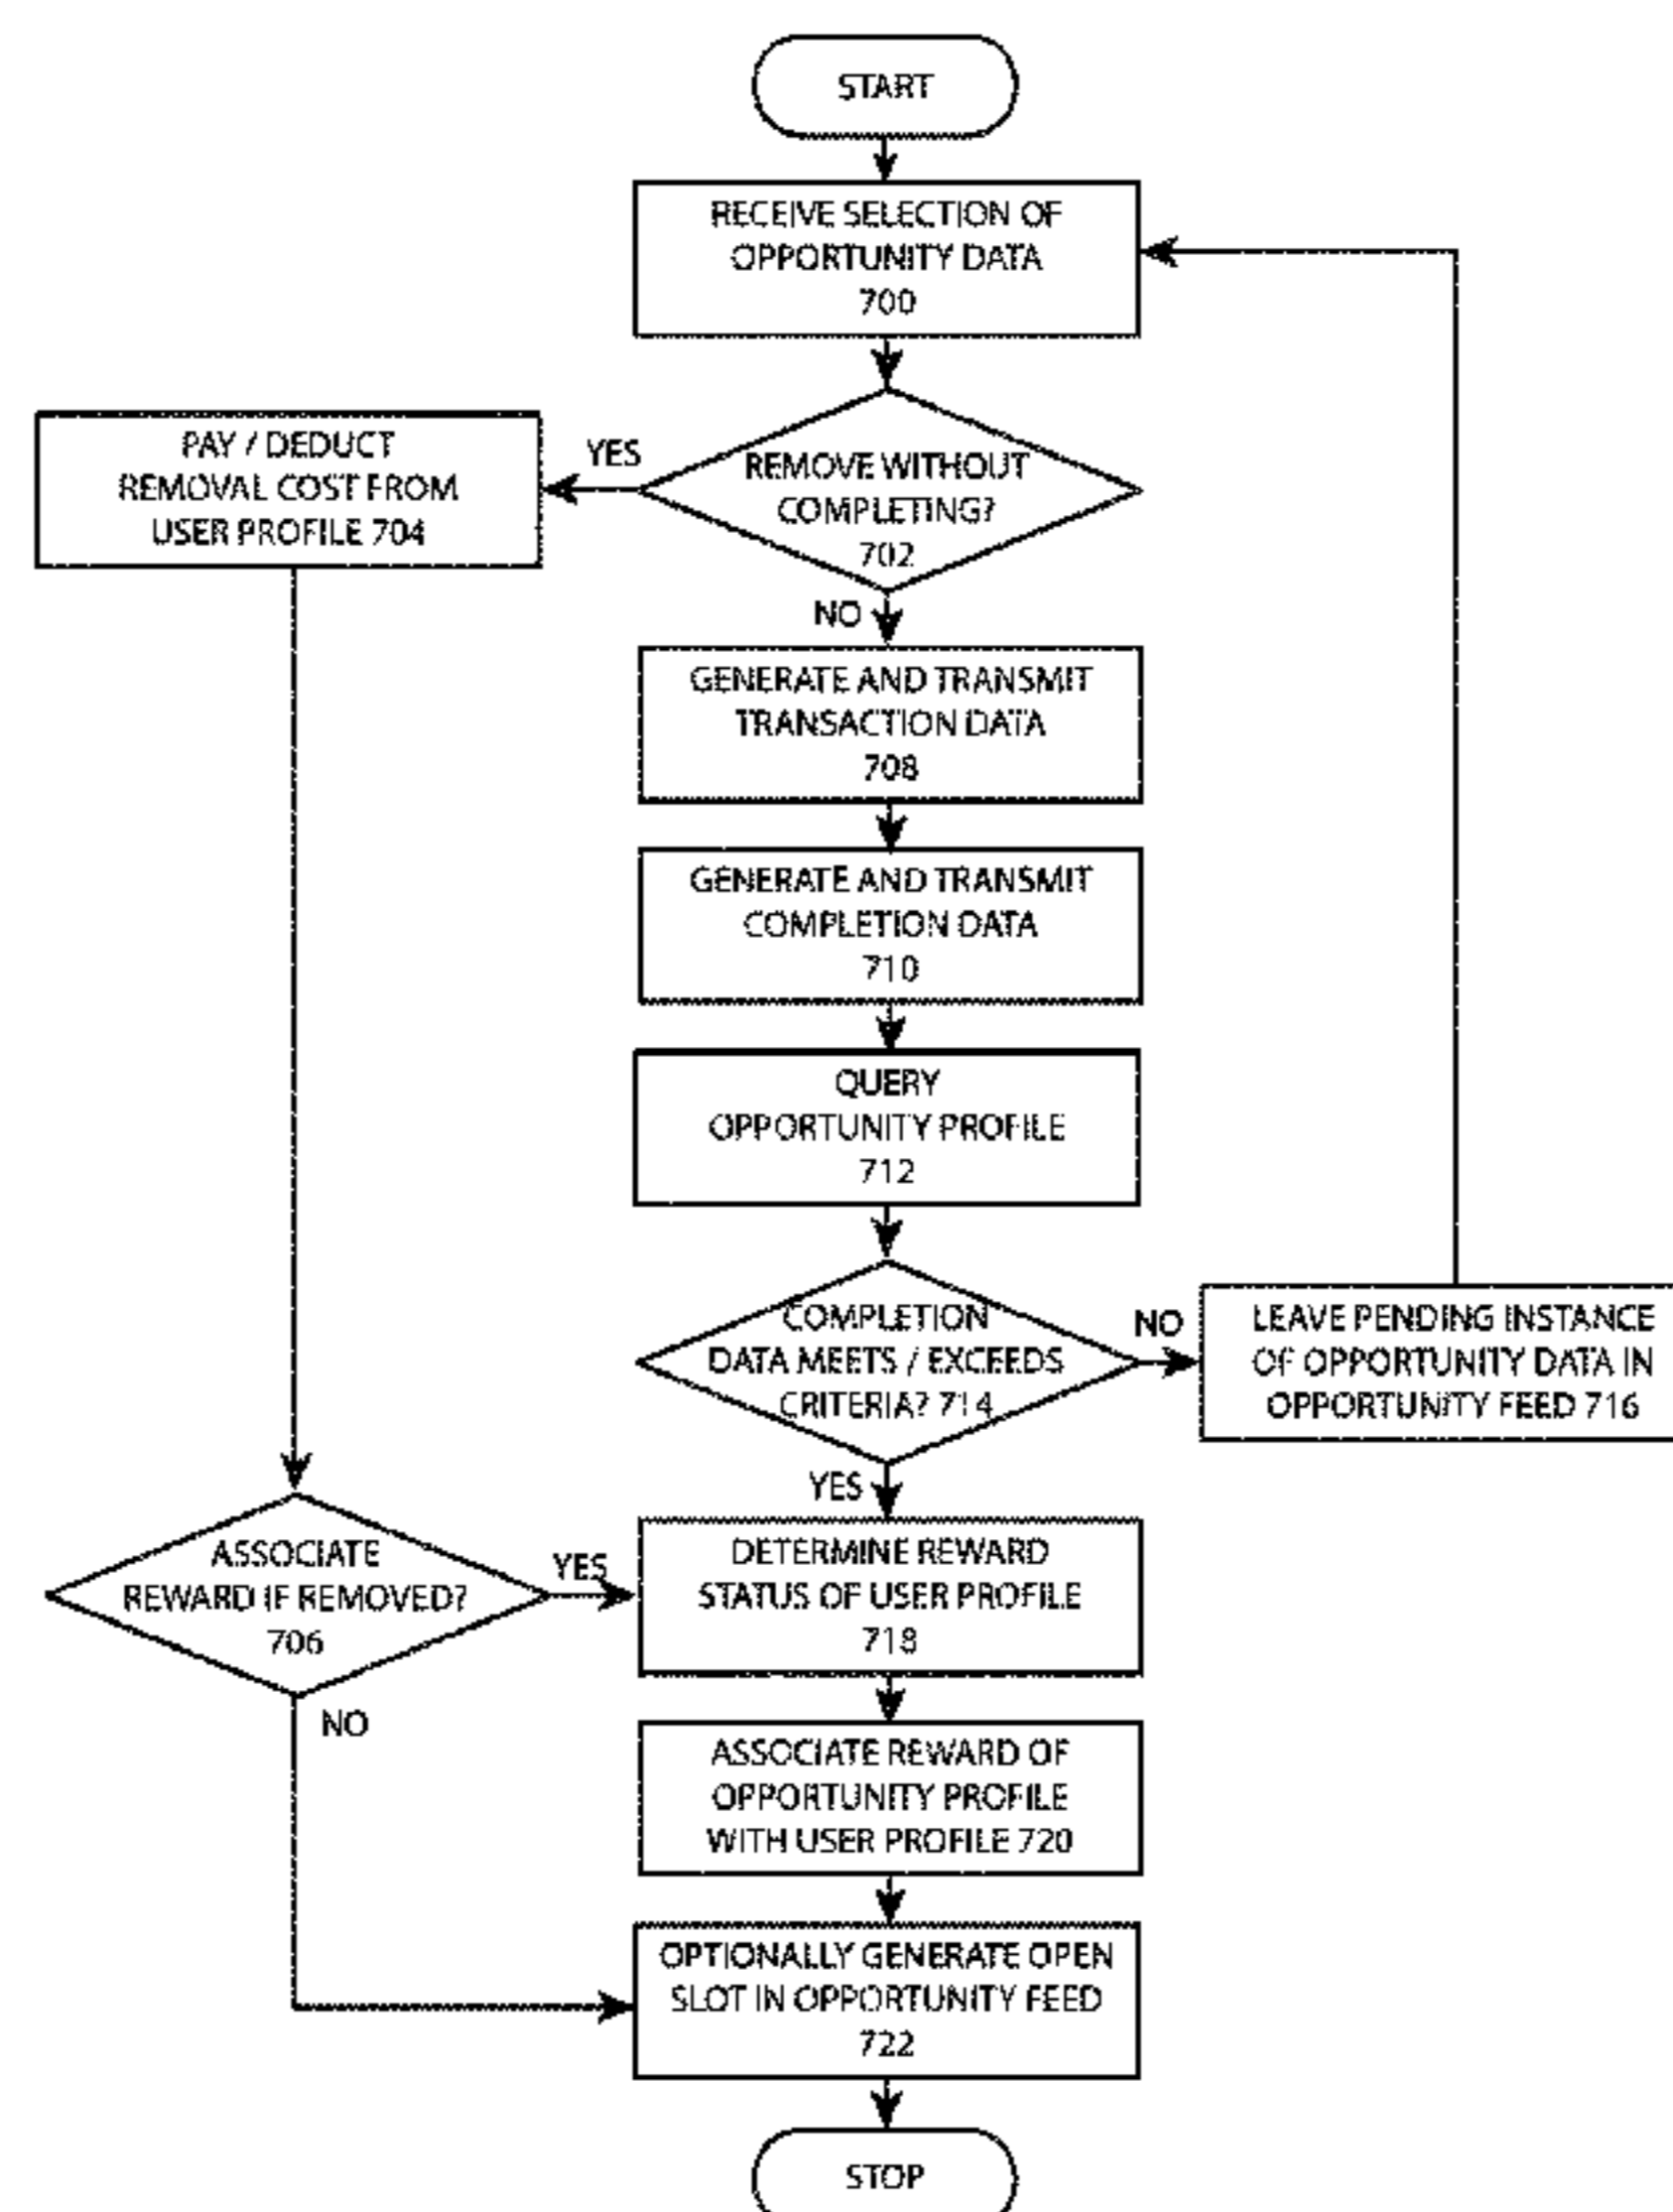 START
RECEIVE SELECTION OF
OPPORTUNITY DATA
700
PAY / DEDUCT
REMOVAL COST FROM
USER PROFILE 704
YES
REMOVE WITHOUT
COMPLETING?
702
NO
GENERATE AND TRANSMIT
TRANSACTION DATA
708
GENERATE AND TRANSMIT
COMPLETION DATA
710
QUERY
OPPORTUNITY PROFILE
712
COMPLETION
DATA MEETS / EXCEEDS
CRITERIA? 714
NO
LEAVE PENDING INSTANCE
OF OPPORTUNITY DATA IN
OPPORTUNITY FEED 716
YES
ASSOCIATE
REWARD IF REMOVED?
706
YES
NO
DETERMINE REWARD
STATUS OF USER PROFILE
718
ASSOCIATE REWARD OF
OPPORTUNITY PROFILE
WITH USER PROFILE 720
OPTIONALLY GENERATE OPEN
SLOT IN OPPORTUNITY FEED
722
STOP